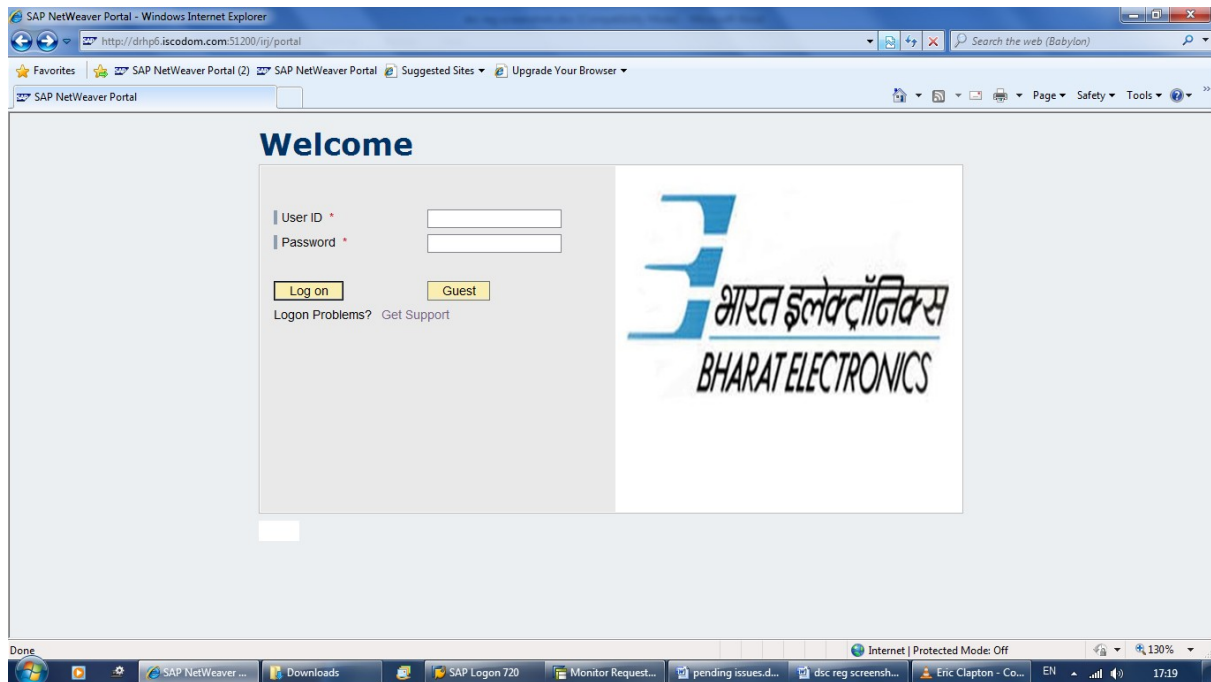 SAP NetWeaver Portal - Windows Internet Explorer
http://drhp6.iscodom.com:51200/irj/portal
Search the web (Babylon)
Favorites SAP NetWeaver Portal (2) SAP NetWeaver Portal Suggested Sites Upgrade Your Browser
SAP NetWeaver Portal Page Safety Tools
Welcome
User ID *
Password *
Log on Guest
Logon Problems? Get Support
भारत इलेक्ट्रॉनिक्स
BHARAT ELECTRONICS
Done Internet | Protected Mode: Off 130%
SAP NetWeaver ... Downloads SAP Logon 720 Monitor Request... pending issues.d... dsc reg screensh... Eric Clapton - Co... EN 17:19